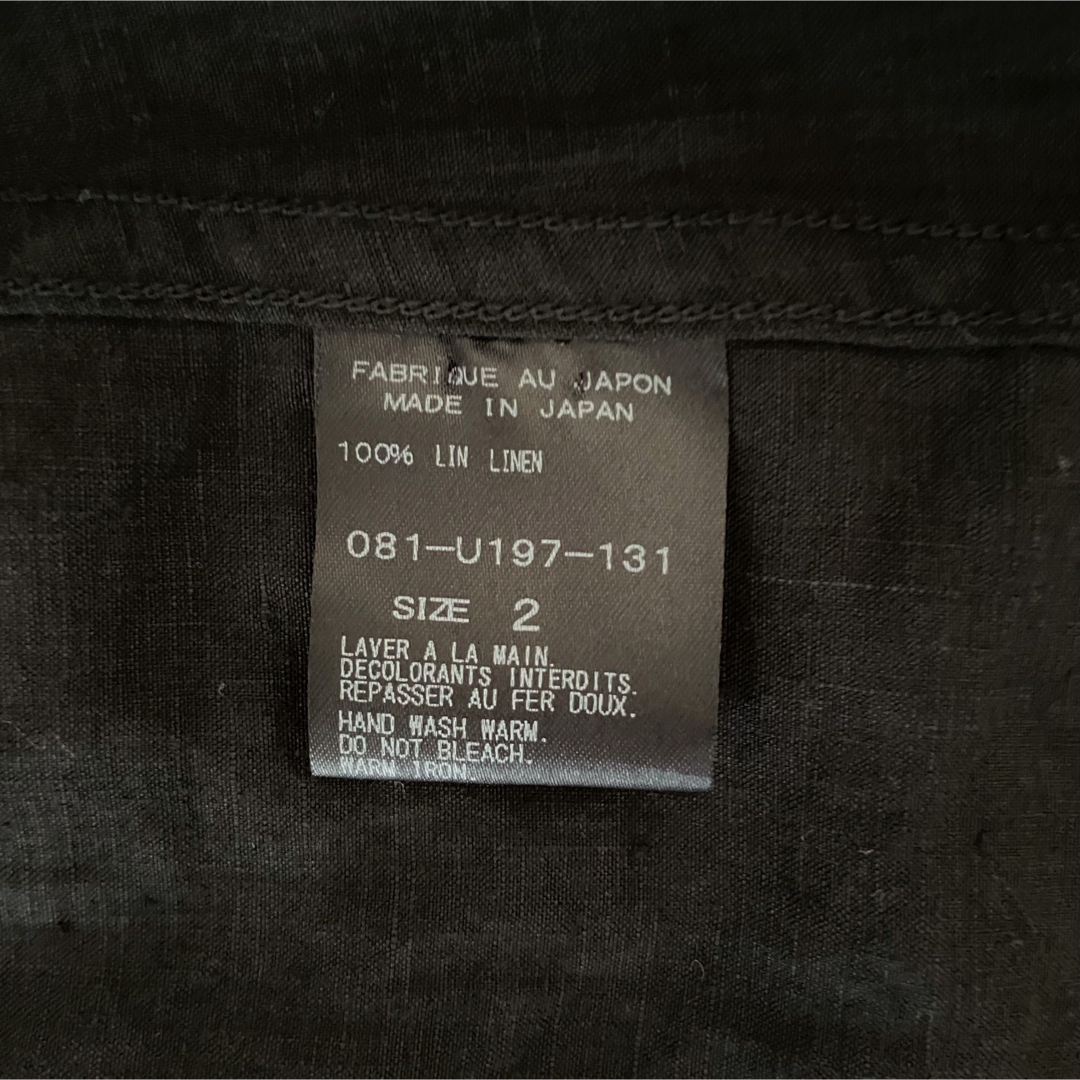 FABRIQUE AU JAPON
MADE IN JAPAN
100% LIN LINEN
081-U197-131
SIZE 2
LAVER A LA MAIN.
DECOLORANTS INTERDITS.
REPASSER AU FER DOUX.
HAND WASH WARM.
DO NOT BLEACH.
WARM IRON.